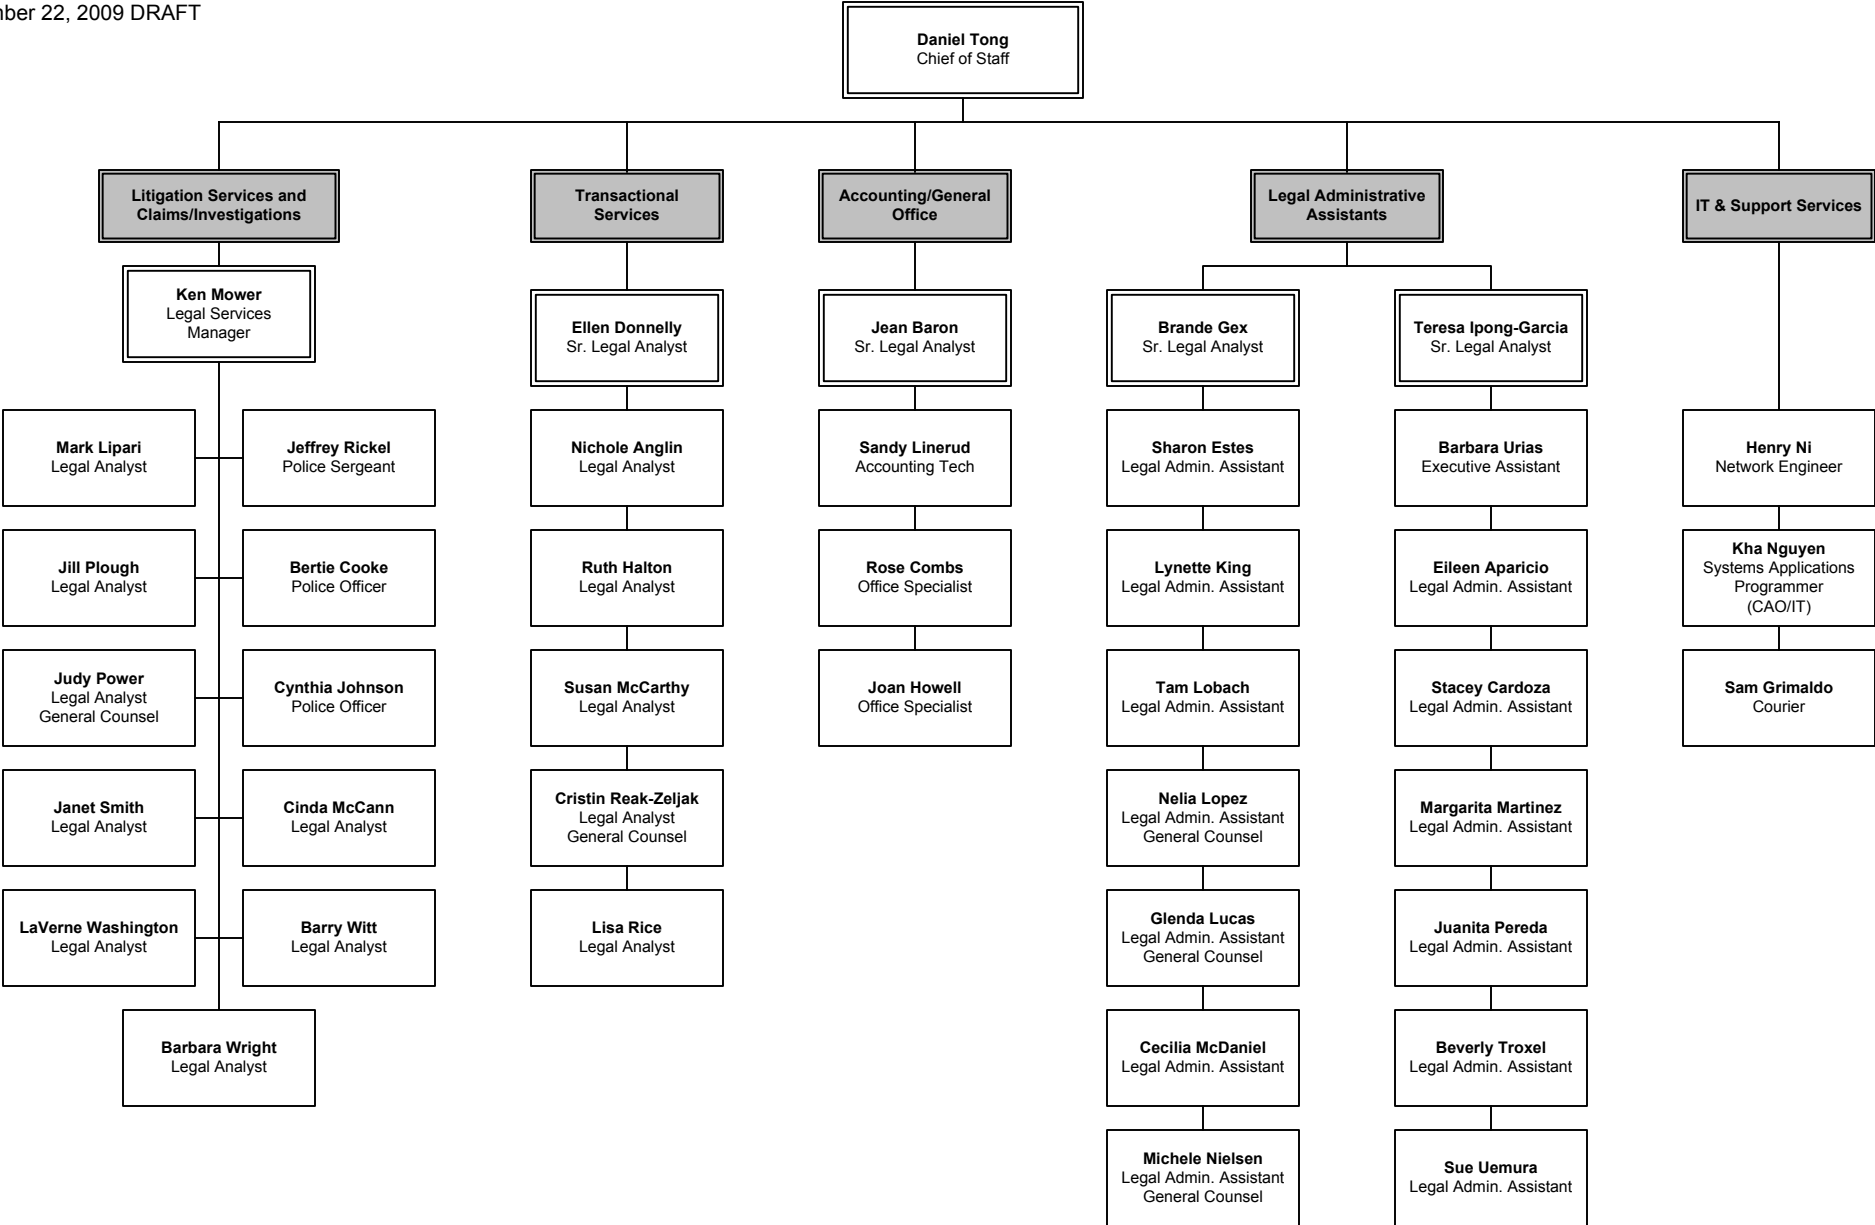 22, 2009 DRAFT
Daniel Tong
Chief of Staff
Litigation Services and
Claims/Investigations
Transactional
Services
Accounting/General
Office
Legal Administrative
Assistants
IT & Support Services
Ken Mower
Legal Services
Manager
Ellen Donnelly
Sr. Legal Analyst
Jean Baron
Sr. Legal Analyst
Brande Gex
Sr. Legal Analyst
Teresa Ipong-Garcia
Sr. Legal Analyst
Mark Lipari
Legal Analyst
Jeffrey Rickel
Police Sergeant
Nichole Anglin
Legal Analyst
Sandy Linerud
Accounting Tech
Sharon Estes
Legal Admin. Assistant
Barbara Urias
Executive Assistant
Henry Ni
Network Engineer
Jill Plough
Legal Analyst
Bertie Cooke
Police Officer
Ruth Halton
Legal Analyst
Rose Combs
Office Specialist
Lynette King
Legal Admin. Assistant
Eileen Aparicio
Legal Admin. Assistant
Kha Nguyen
Systems Applications
Programmer
(CAO/IT)
Judy Power
Legal Analyst
General Counsel
Cynthia Johnson
Police Officer
Susan McCarthy
Legal Analyst
Joan Howell
Office Specialist
Tam Lobach
Legal Admin. Assistant
Stacey Cardoza
Legal Admin. Assistant
Sam Grimaldo
Courier
Janet Smith
Legal Analyst
Cinda McCann
Legal Analyst
Cristin Reak-Zeljak
Legal Analyst
General Counsel
Nelia Lopez
Legal Admin. Assistant
General Counsel
Margarita Martinez
Legal Admin. Assistant
LaVerne Washington
Legal Analyst
Barry Witt
Legal Analyst
Lisa Rice
Legal Analyst
Glenda Lucas
Legal Admin. Assistant
General Counsel
Juanita Pereda
Legal Admin. Assistant
Barbara Wright
Legal Analyst
Cecilia McDaniel
Legal Admin. Assistant
Beverly Troxel
Legal Admin. Assistant
Michele Nielsen
Legal Admin. Assistant
General Counsel
Sue Uemura
Legal Admin. Assistant